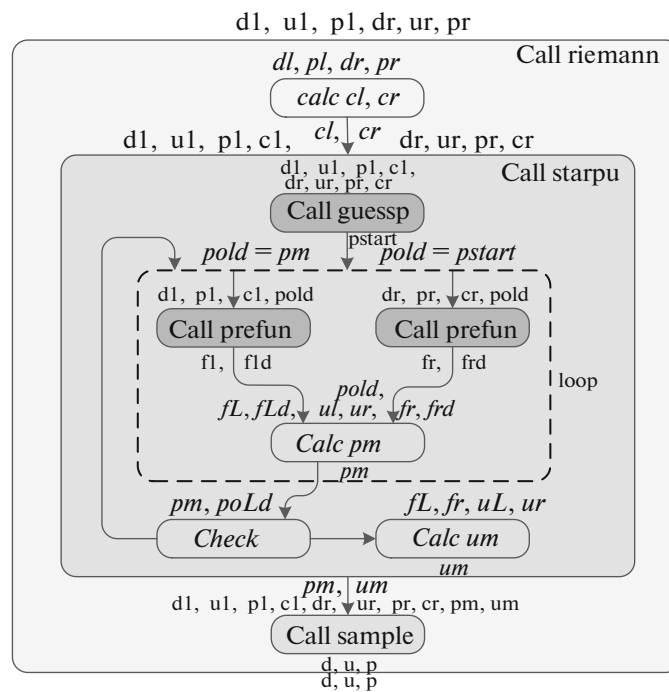 d1, u1, p1, dr, ur, pr
Call riemann
dl, pl, dr, pr
calc cl, cr
cl, cr
d1, u1, p1, c1, dr, ur, pr, cr
Call starpu
d1, u1, p1, c1,
dr, ur, pr, cr
Call guessp
pstart
pold = pm pold = pstart
d1, p1, c1, pold dr, pr, cr, pold
Call prefun Call prefun
f1, f1d fr, frd
loop
pold,
fL, fLd, ul, ur, fr, frd
Calc pm
pm
pm, poLd fL, fr, uL, ur
Check Calc um
um
pm, um
d1, u1, p1, c1, dr, ur, pr, cr, pm, um
Call sample
d, u, p
d, u, p